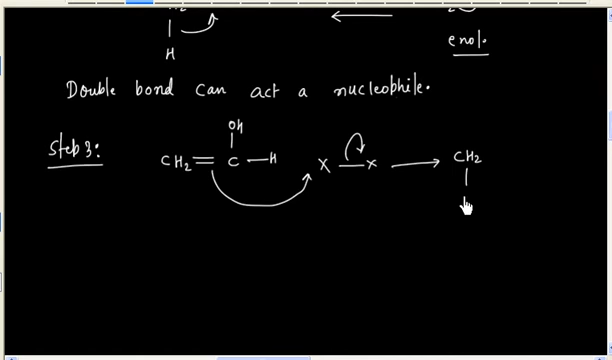 H
enol.
Double bond can act a nucleophile.
Step 3:
OH
CH2 = C — H X — X → CH2